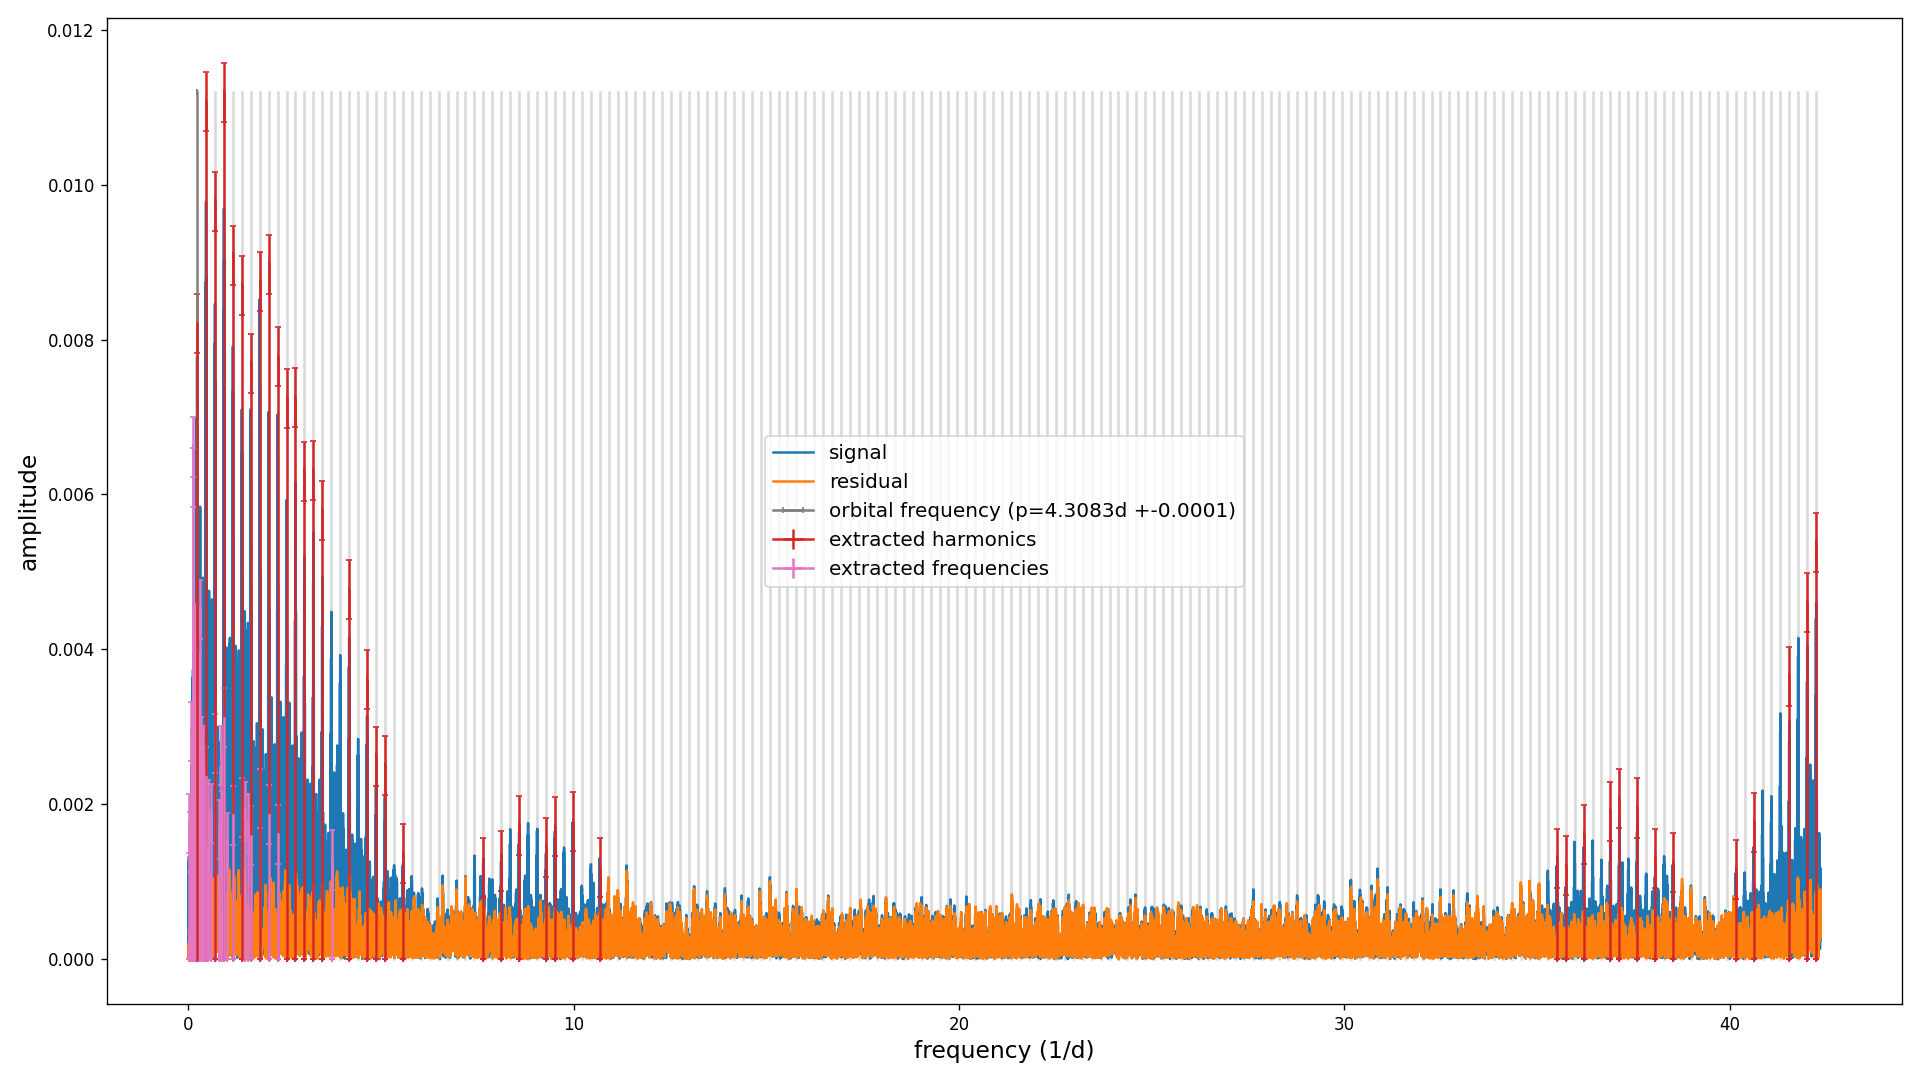 0.012
0.010
0.008
0.006
0.004
0.002
0.000
amplitude
signal
residual
orbital frequency (p=4.3083d +-0.0001)
extracted harmonics
extracted frequencies
0 10 20 30 40
frequency (1/d)